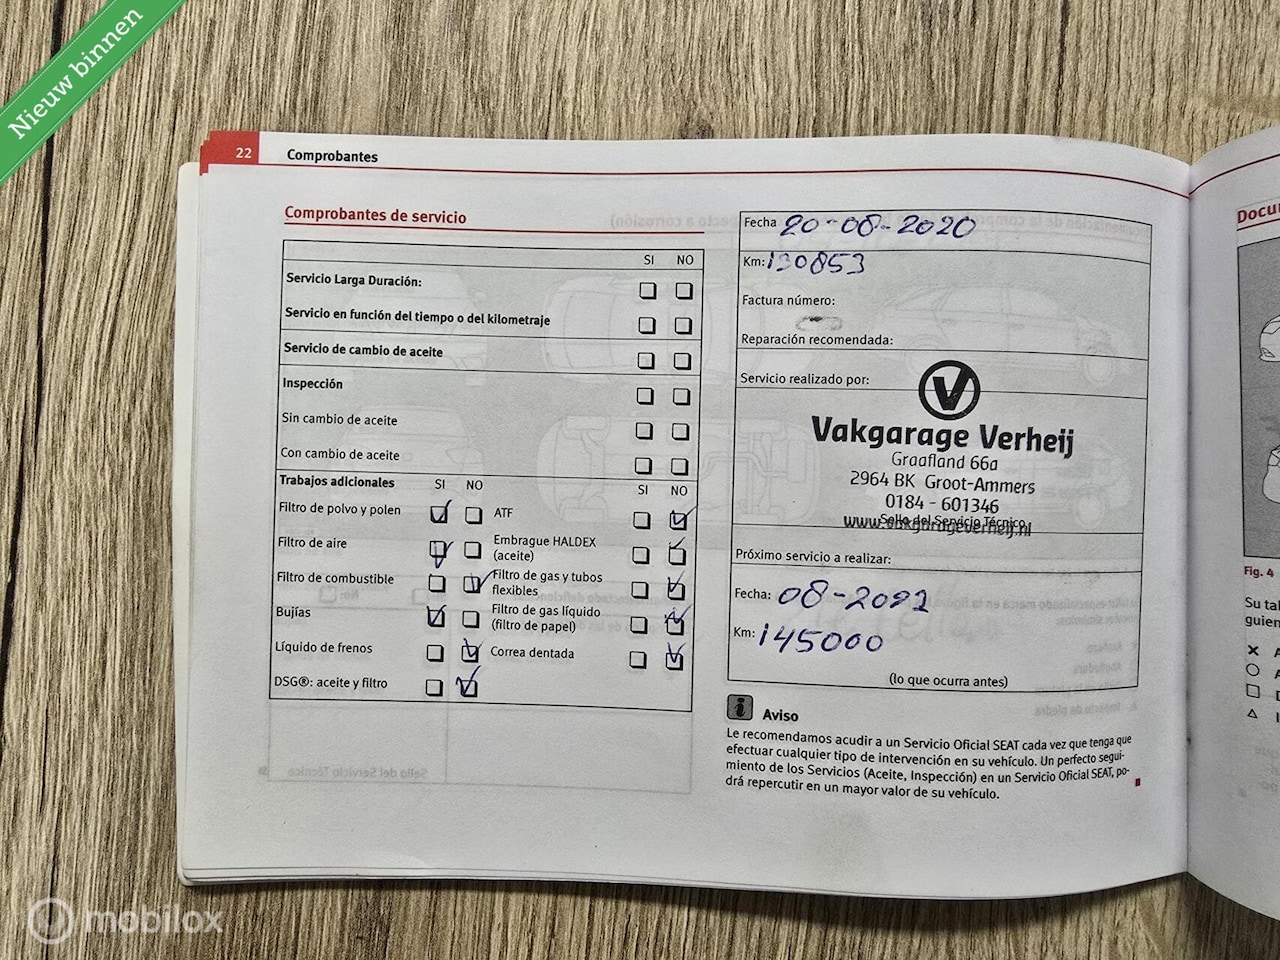 Nieuw binnen
22 Comprobantes
Comprobantes de servicio
SI NO
Servicio Larga Duración:
Servicio en función del tiempo o del kilometraje
Servicio de cambio de aceite
Inspección
Sin cambio de aceite
Con cambio de aceite
Trabajos adicionales SI NO SI NO
Filtro de polvo y polen ATF
Filtro de aire Embrague HALDEX
(aceite)
Filtro de combustible Filtro de gas y tubos
flexibles
Bujías Filtro de gas líquido
(filtro de papel)
Líquido de frenos Correa dentada
DSG®: aceite y filtro
Fecha 20-08-2020
Km: 130853
Factura número:
Reparación recomendada:
Servicio realizado por:
V
Vakgarage Verheij
Graafland 66a
2964 BK Groot-Ammers
0184 - 601346
Sello del Servicio Técnico
www.vakgarageverheij.nl
Próximo servicio a realizar:
Fecha: 08-2021
Km: 145000
(lo que ocurra antes)
i Aviso
Le recomendamos acudir a un Servicio Oficial SEAT cada vez que tenga que
efectuar cualquier tipo de intervención en su vehículo. Un perfecto segui-
miento de los Servicios (Aceite, Inspección) en un Servicio Oficial SEAT, po-
drá repercutir en un mayor valor de su vehículo.
Fig. 4
Su tal
guien
mobilox